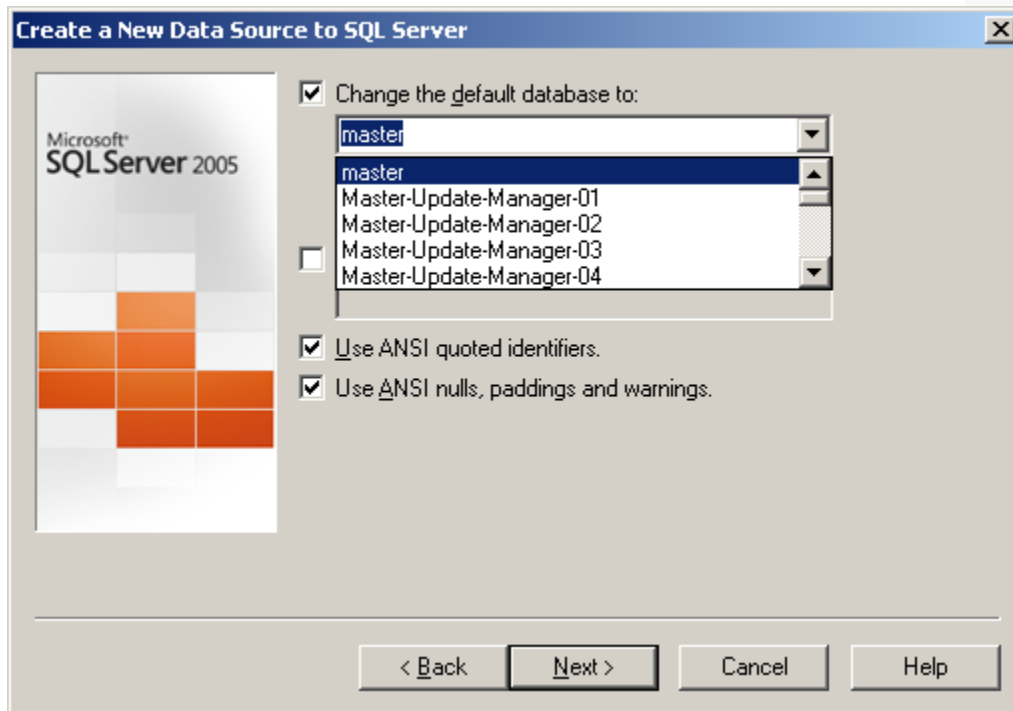 Create a New Data Source to SQL Server
Microsoft®
SQL Server 2005
Change the default database to:
master
master
Master-Update-Manager-01
Master-Update-Manager-02
Master-Update-Manager-03
Master-Update-Manager-04
Use ANSI quoted identifiers.
Use ANSI nulls, paddings and warnings.
< Back Next > Cancel Help